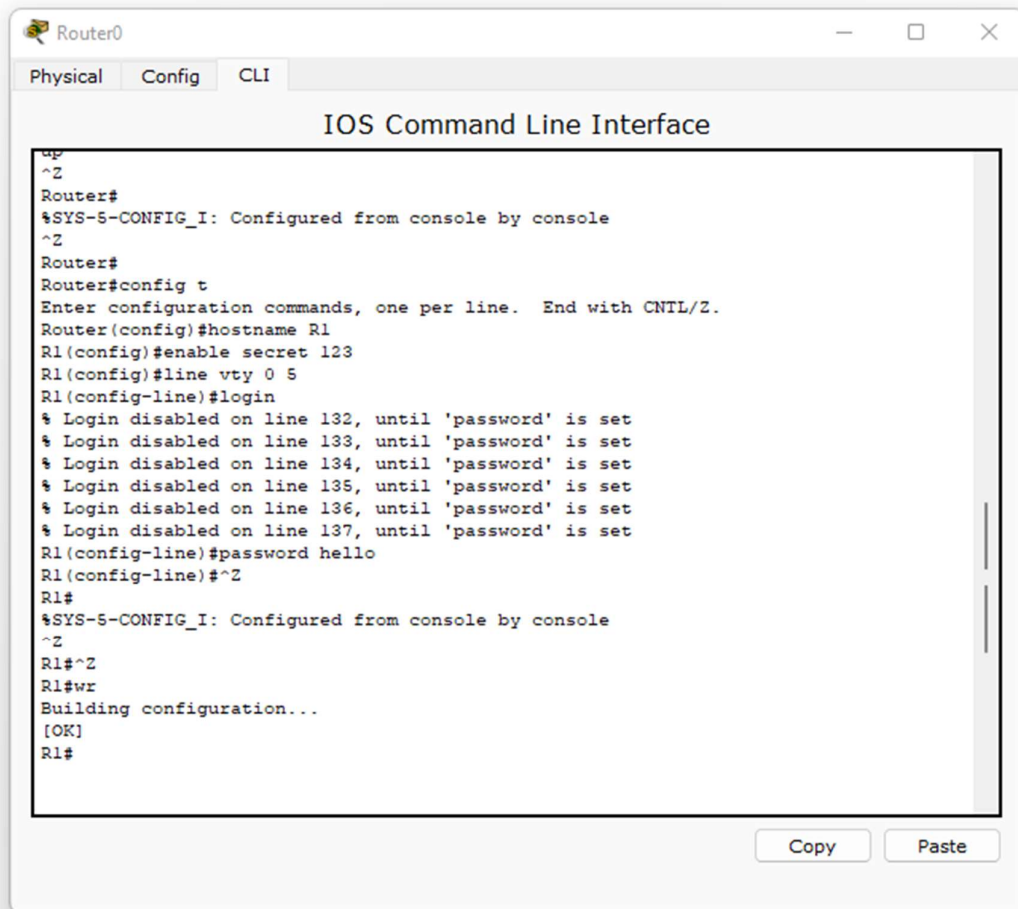 Router0
Physical Config CLI
IOS Command Line Interface
up
^Z
Router#
%SYS-5-CONFIG_I: Configured from console by console
^Z
Router#
Router#config t
Enter configuration commands, one per line.  End with CNTL/Z.
Router(config)#hostname R1
R1(config)#enable secret 123
R1(config)#line vty 0 5
R1(config-line)#login
% Login disabled on line 132, until 'password' is set
% Login disabled on line 133, until 'password' is set
% Login disabled on line 134, until 'password' is set
% Login disabled on line 135, until 'password' is set
% Login disabled on line 136, until 'password' is set
% Login disabled on line 137, until 'password' is set
R1(config-line)#password hello
R1(config-line)#^Z
R1#
%SYS-5-CONFIG_I: Configured from console by console
^Z
R1#^Z
R1#wr
Building configuration...
[OK]
R1#
Copy Paste